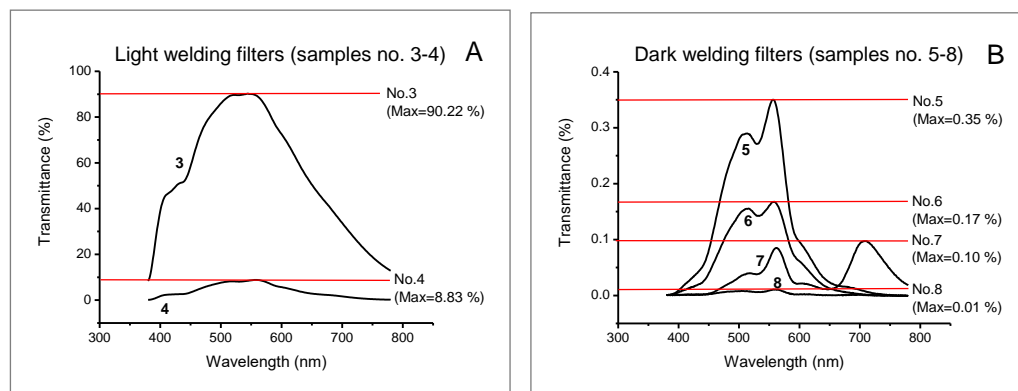 Light welding filters (samples no. 3-4) A
100
80
60
40
20
0
Transmittance (%)
No.3
(Max=90.22 %)
3
No.4
(Max=8.83 %)
4
300 400 500 600 700 800
Wavelength (nm)
Dark welding filters (samples no. 5-8) B
0.4
0.3
0.2
0.1
0.0
Transmittance (%)
No.5
(Max=0.35 %)
5
No.6
(Max=0.17 %)
6
No.7
(Max=0.10 %)
7
No.8
(Max=0.01 %)
8
300 400 500 600 700 800
Wavelength (nm)